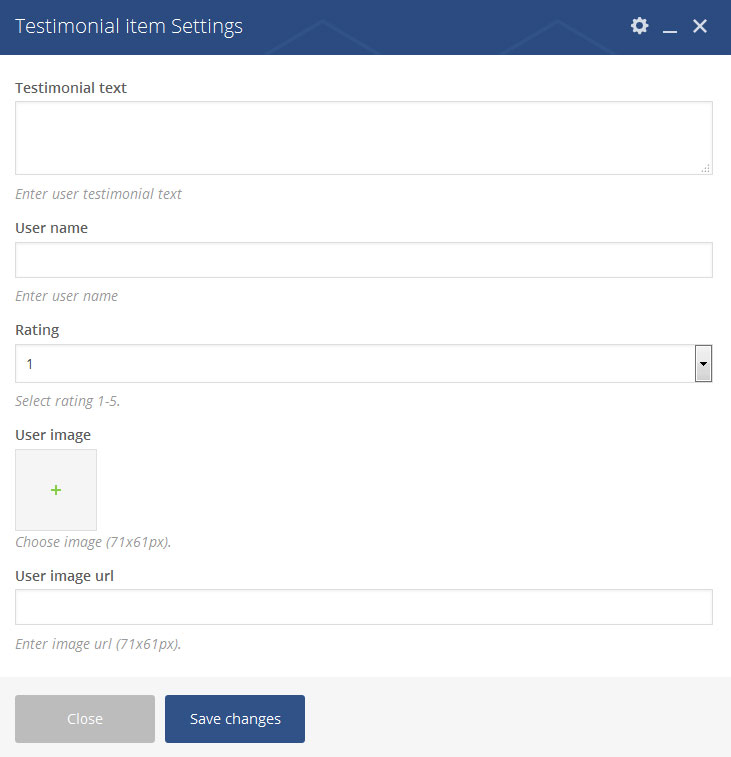 Testimonial item Settings
Testimonial text
Enter user testimonial text
User name
Enter user name
Rating
1
Select rating 1-5.
User image
+
Choose image (71x61px).
User image url
Enter image url (71x61px).
Close Save changes